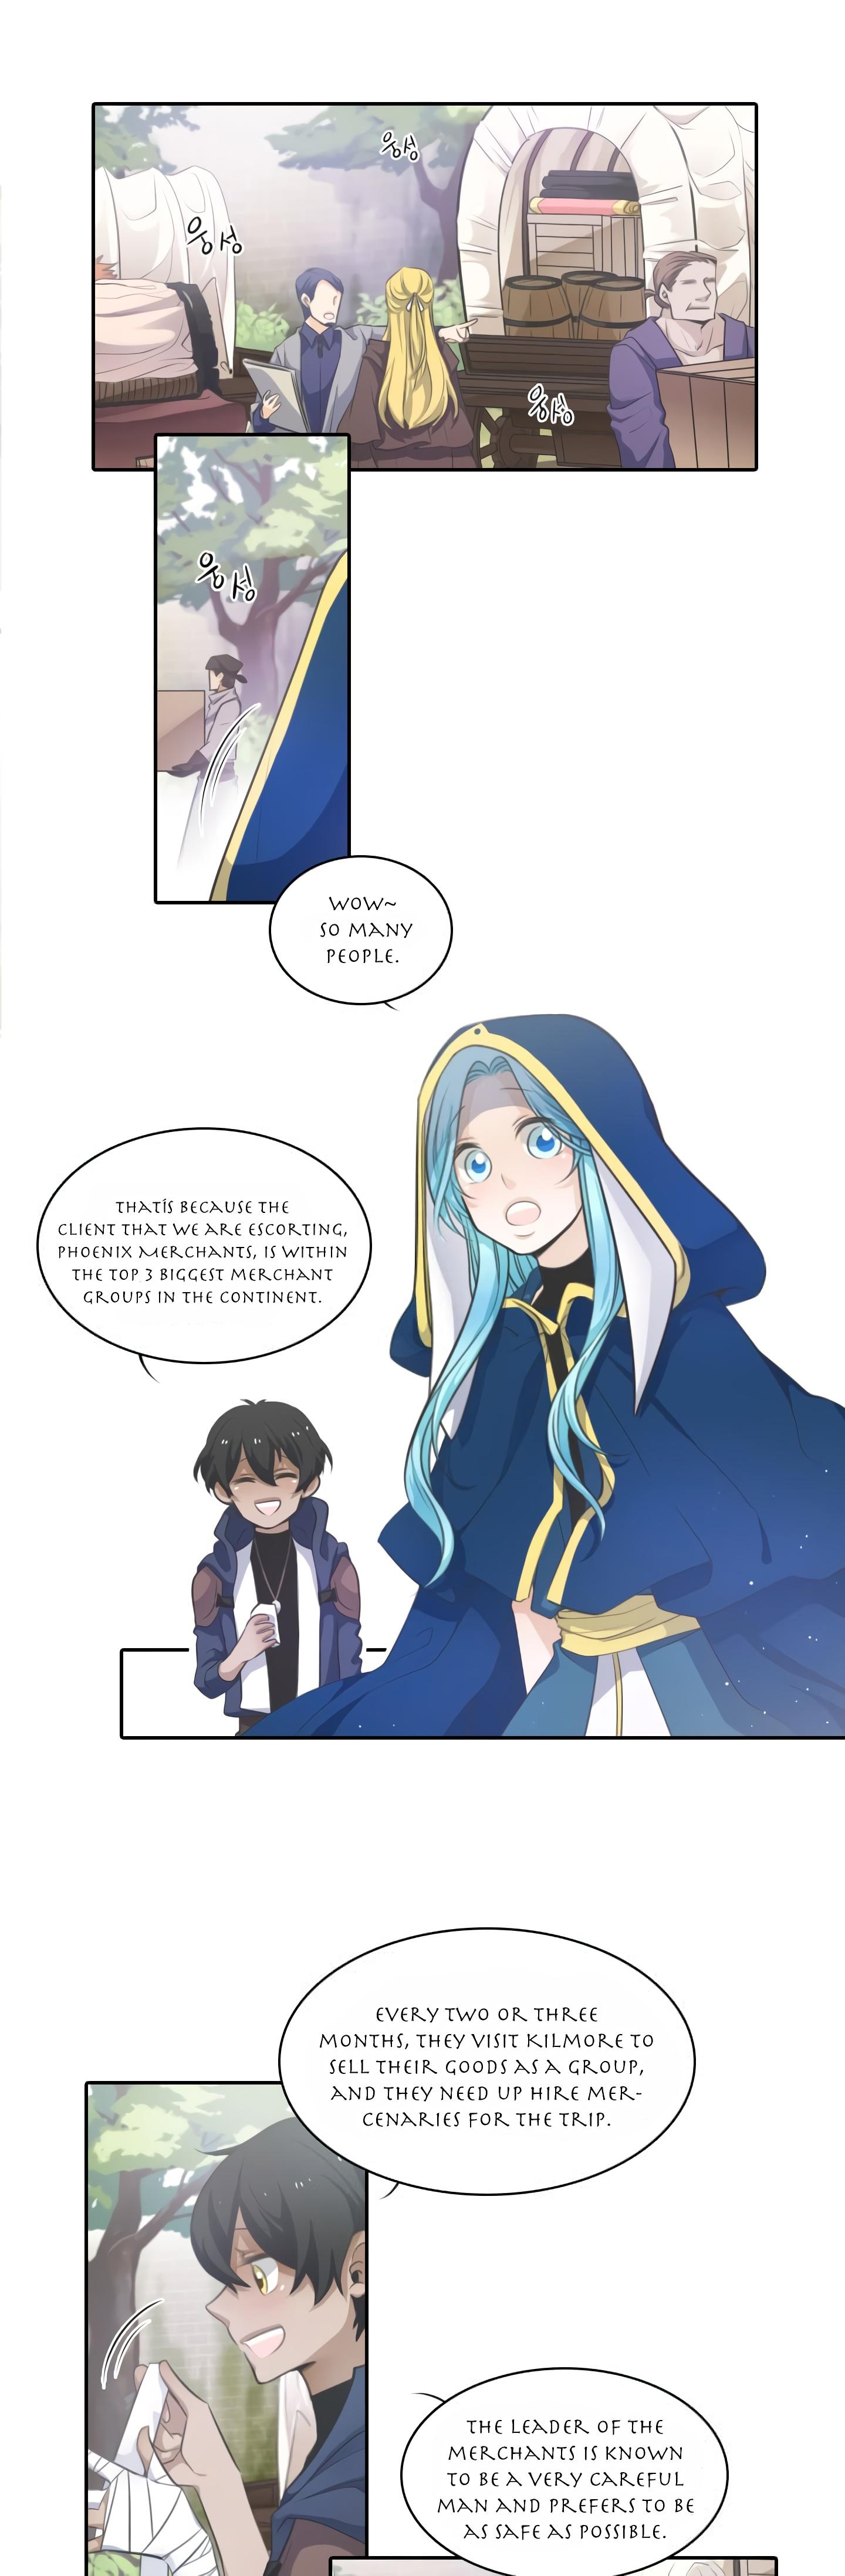 웅성
웅성
웅성
웅성
WOW~
SO MANY
PEOPLE.
THATÍS BECAUSE THE
CLIENT THAT WE ARE ESCORTING,
PHOENIX MERCHANTS, IS WITHIN
THE TOP 3 BIGGEST MERCHANT
GROUPS IN THE CONTINENT.
EVERY TWO OR THREE
MONTHS, THEY VISIT KILMORE TO
SELL THEIR GOODS AS A GROUP,
AND THEY NEED UP HIRE MER-
CENARIES FOR THE TRIP.
THE LEADER OF THE
MERCHANTS IS KNOWN
TO BE A VERY CAREFUL
MAN AND PREFERS TO BE
AS SAFE AS POSSIBLE.